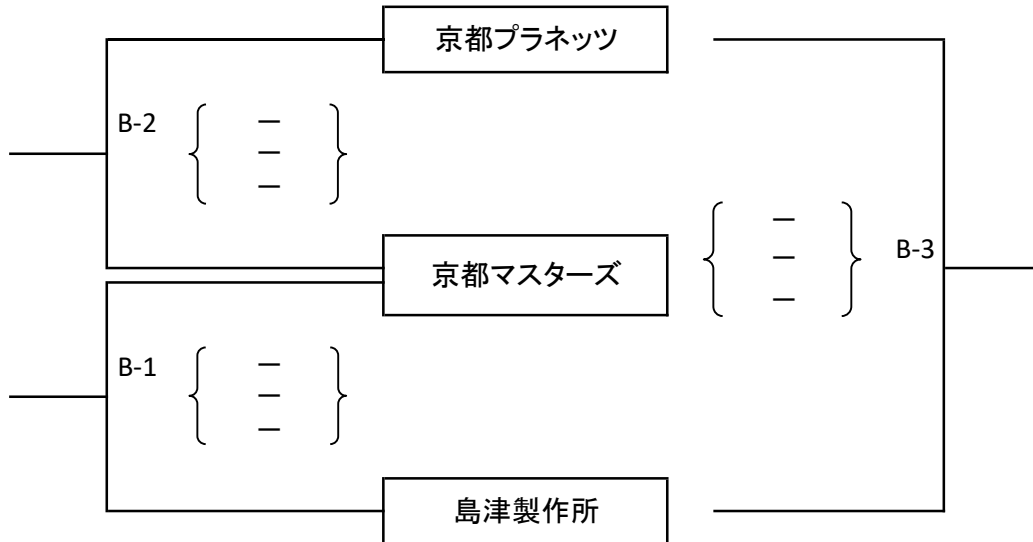 京都プラネッツ
B-2
{ ー }
ー
ー
京都マスターズ
{ ー }
ー
ー
B-3
B-1
{ ー }
ー
ー
島津製作所